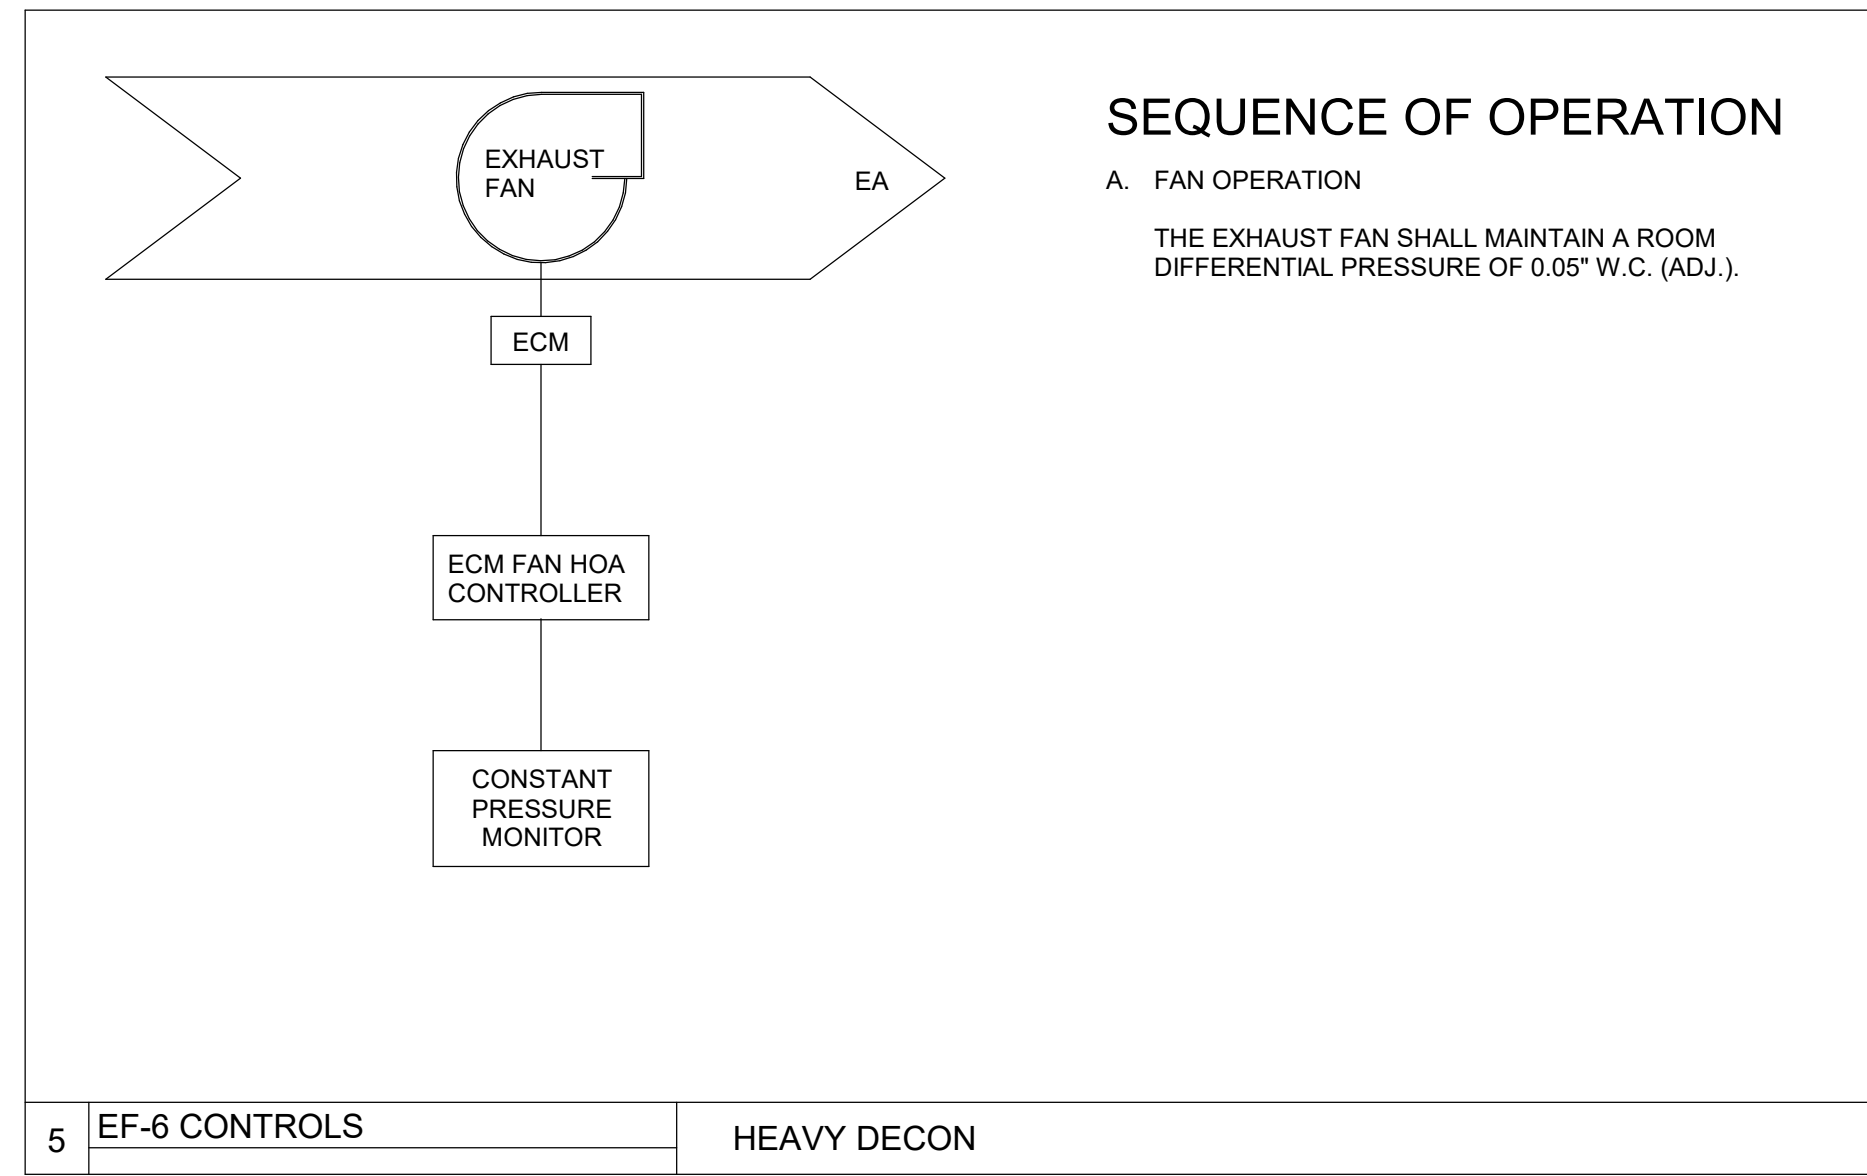 EXHAUST
FAN
EA
ECM
ECM FAN HOA
CONTROLLER
CONSTANT
PRESSURE
MONITOR
SEQUENCE OF OPERATION
A. FAN OPERATION
THE EXHAUST FAN SHALL MAINTAIN A ROOM
DIFFERENTIAL PRESSURE OF 0.05" W.C. (ADJ.).
5
EF-6 CONTROLS
HEAVY DECON